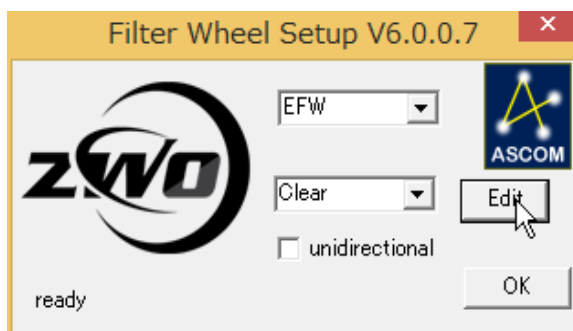 Filter Wheel Setup V6.0.0.7
EFW
ZWO
ASCOM
Clear
Edit
unidirectional
ready
OK